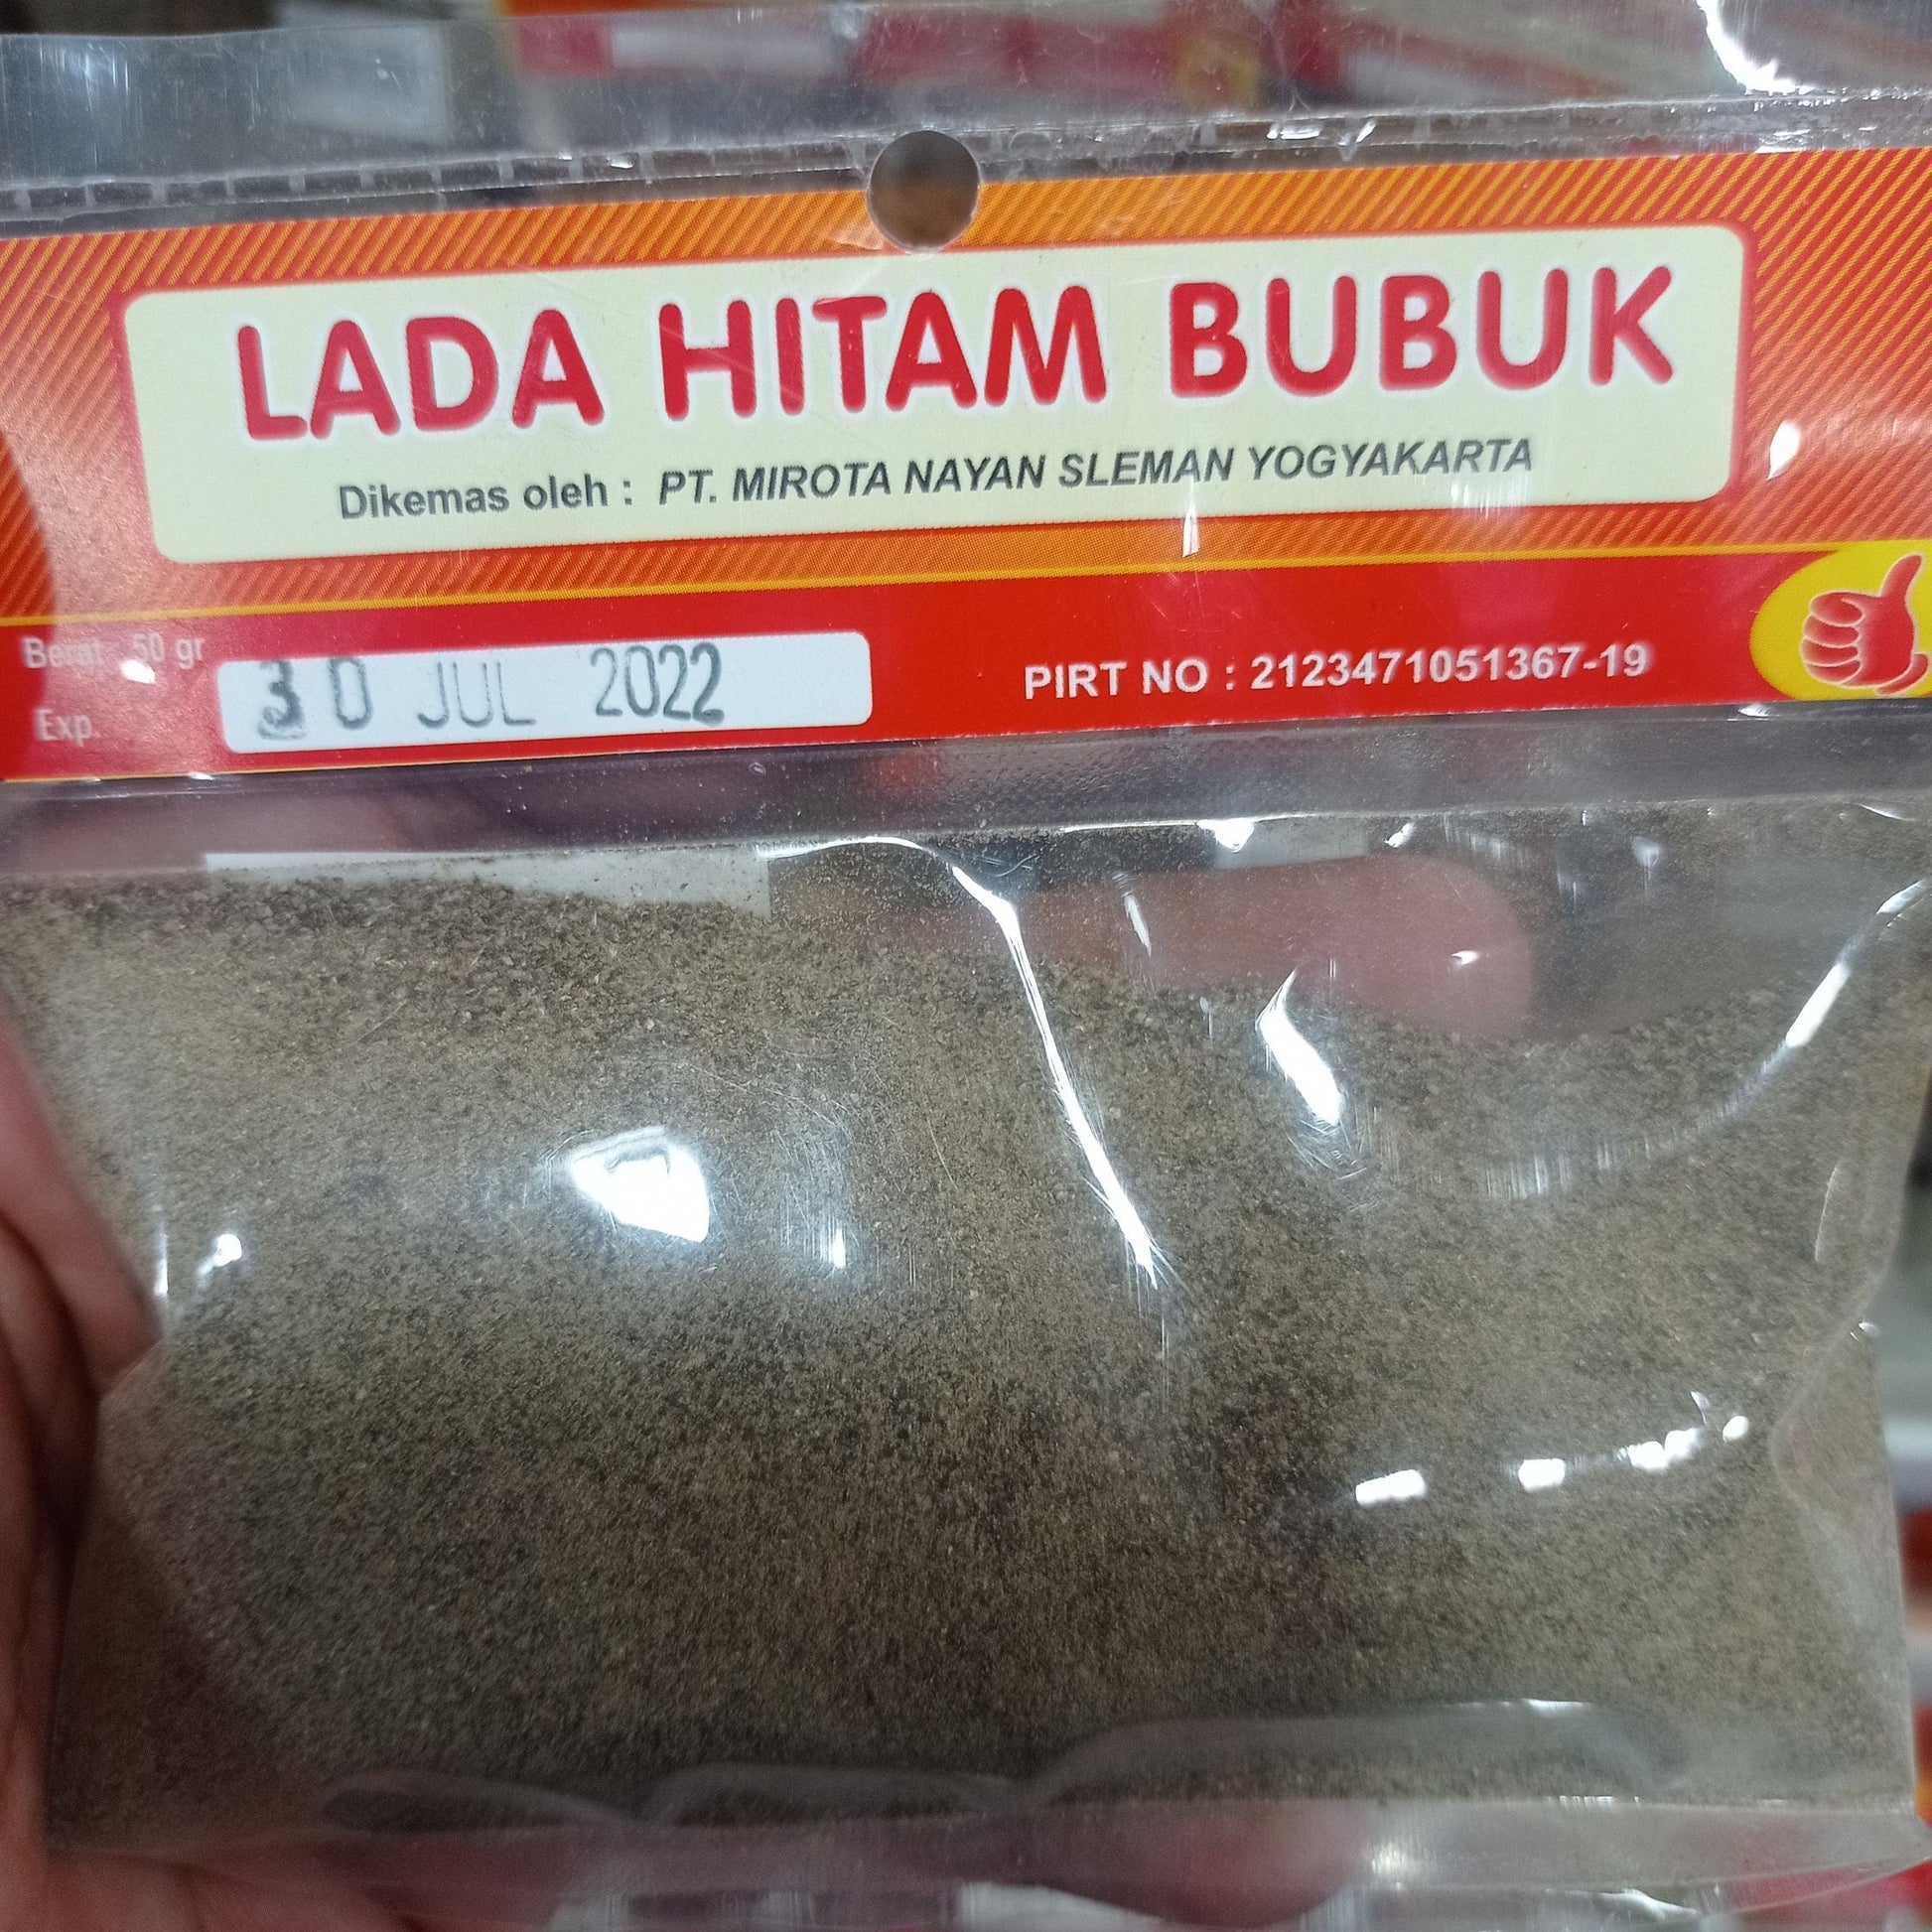 LADA HITAM BUBUK
Dikemas oleh : PT. MIROTA NAYAN SLEMAN YOGYAKARTA
Berat 50 gr
Exp. 30 JUL 2022
PIRT NO : 2123471051367-19